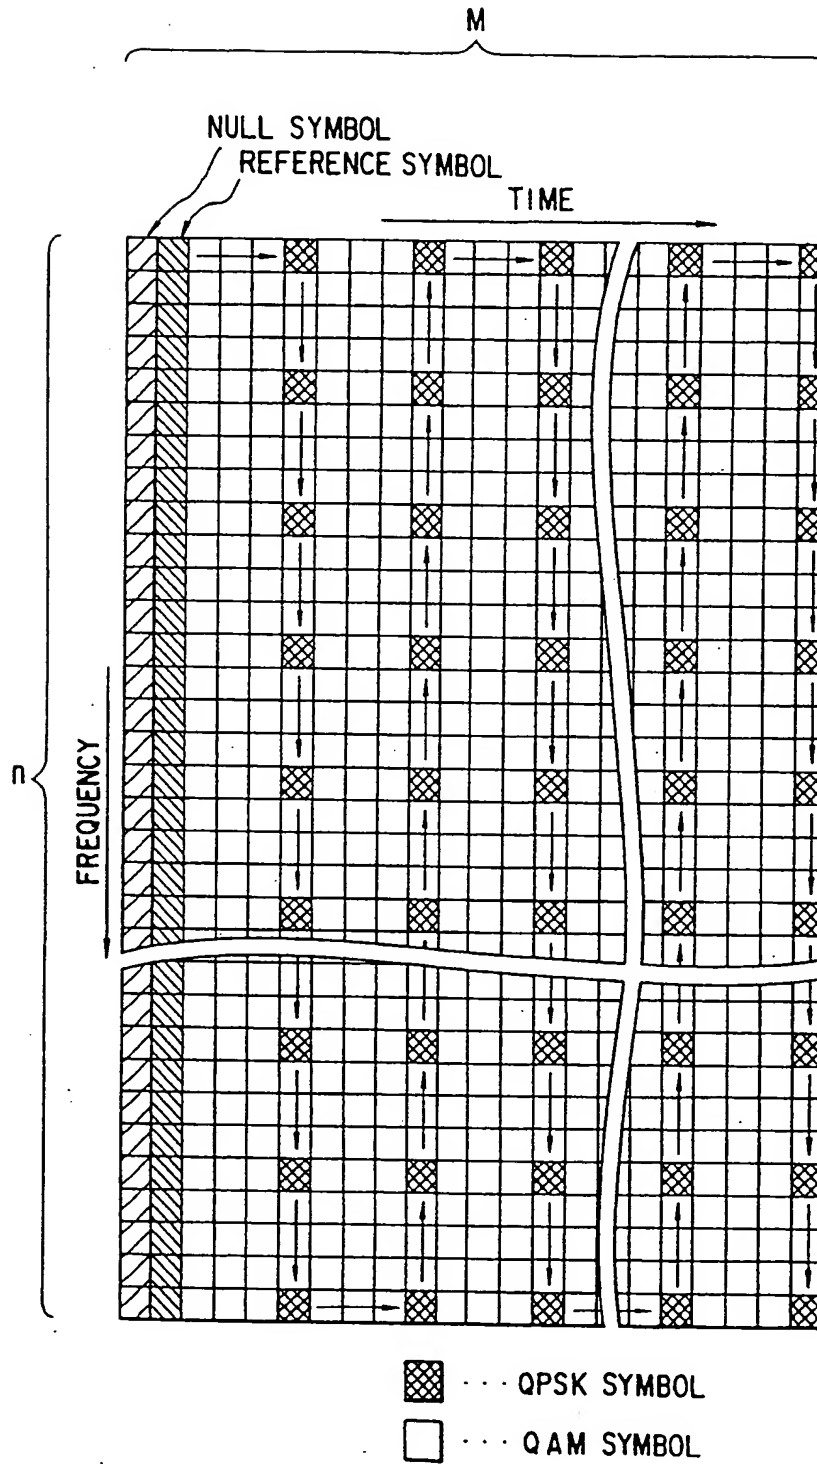 M
NULL SYMBOL
REFERENCE SYMBOL
TIME
n
FREQUENCY
··· QPSK SYMBOL
··· QAM SYMBOL